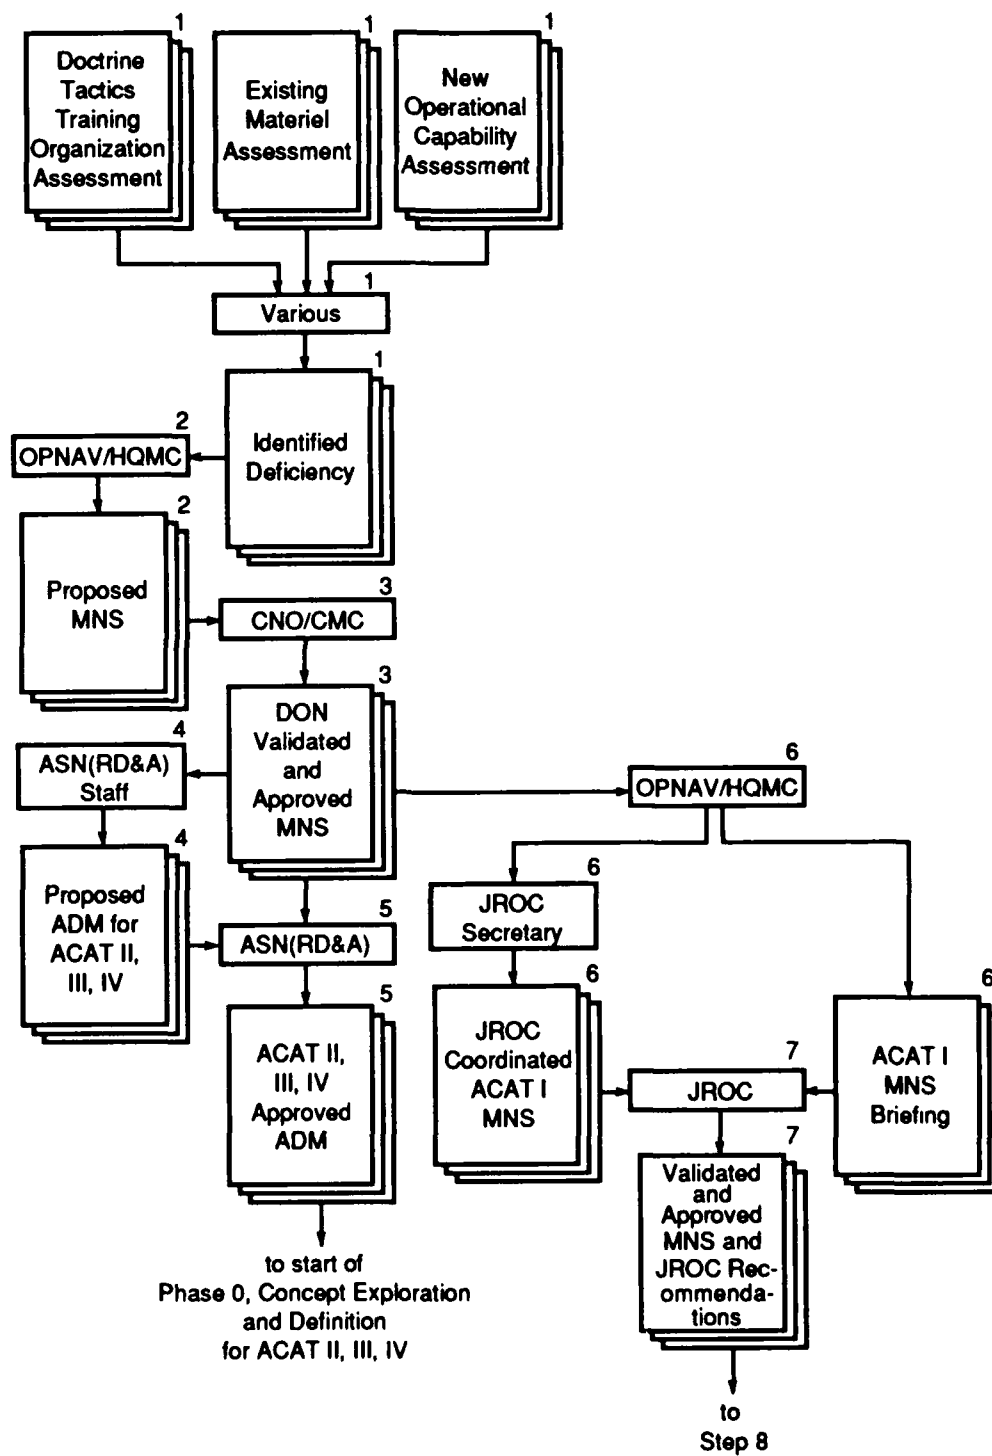 1
Doctrine
Tactics
Training
Organization
Assessment
1
Existing
Materiel
Assessment
1
New
Operational
Capability
Assessment
1
Various
1
Identified
Deficiency
2
OPNAV/HQMC
2
Proposed
MNS
3
CNO/CMC
3
DON
Validated
and
Approved
MNS
4
ASN(RD&A)
Staff
4
Proposed
ADM for
ACAT II,
III, IV
5
ASN(RD&A)
5
ACAT II,
III, IV
Approved
ADM
to start of
Phase 0, Concept Exploration
and Definition
for ACAT II, III, IV
6
OPNAV/HQMC
6
JROC
Secretary
6
JROC
Coordinated
ACAT I
MNS
6
ACAT I
MNS
Briefing
7
JROC
7
Validated
and
Approved
MNS and
JROC Rec-
ommenda-
tions
to
Step 8